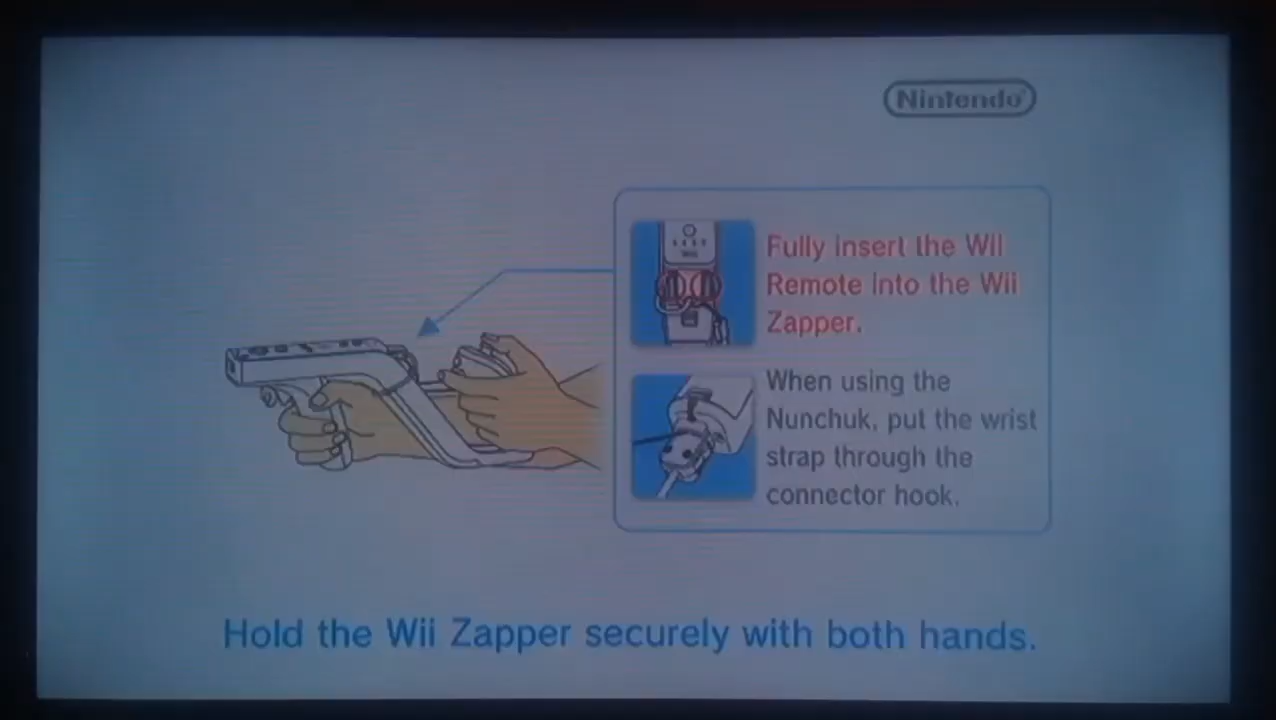 Nintendo
Fully insert the Wii
Remote into the Wii
Zapper.
When using the
Nunchuk, put the wrist
strap through the
connector hook.
Hold the Wii Zapper securely with both hands.